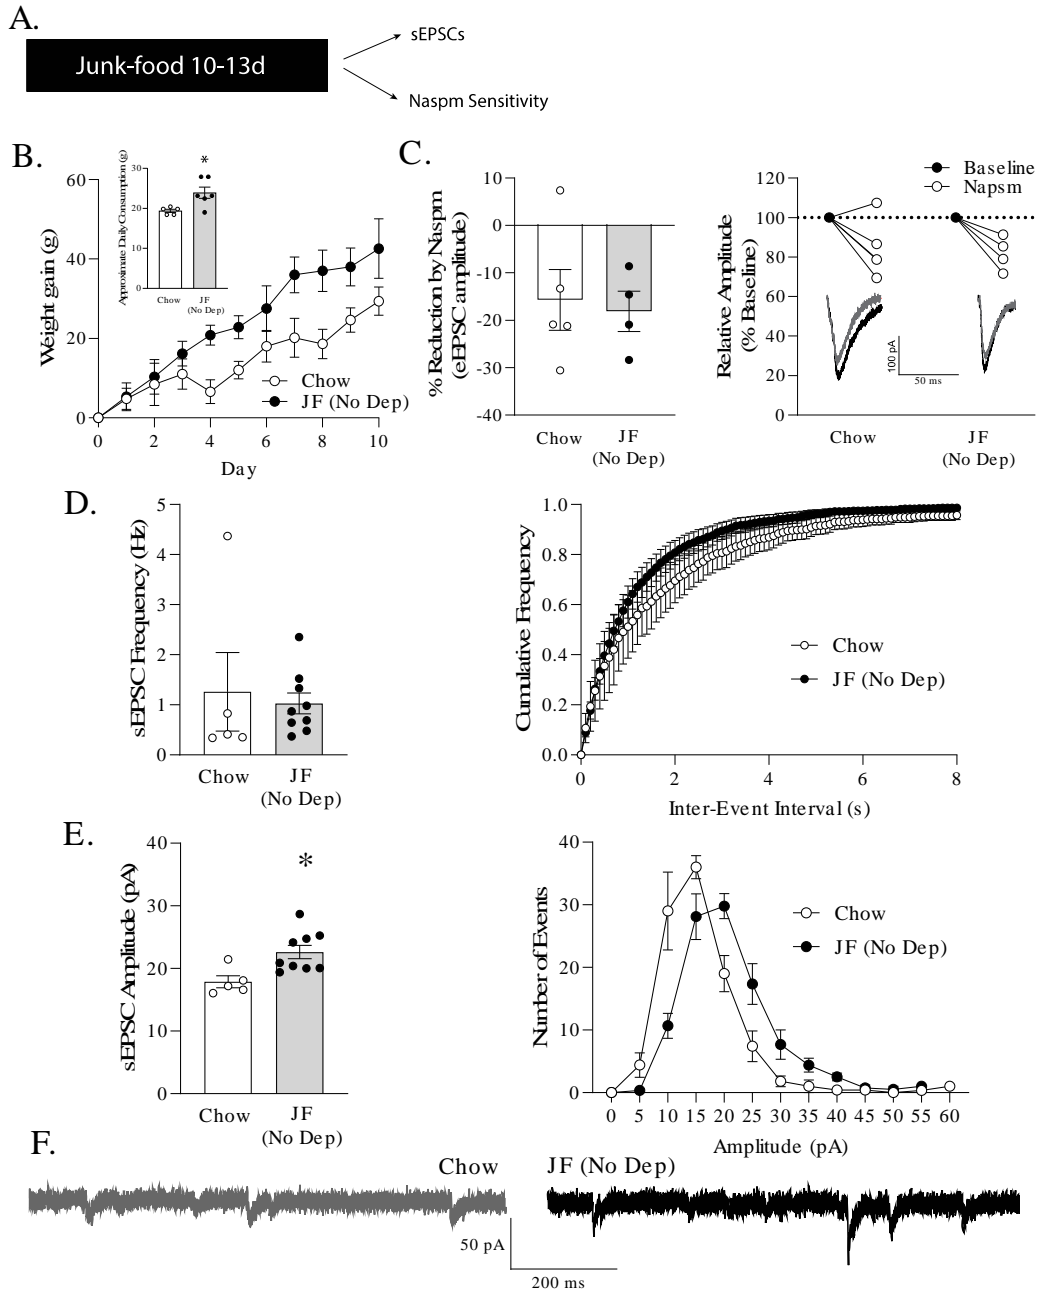 A.
Junk-food 10-13d
sEPSCs
Naspm Sensitivity
B.
Weight gain (g)
60
40
20
0
0 2 4 6 8 10
Day
Chow
JF (No Dep)
Approximate Daily Consumption (g)
30
20
10
0
*
Chow
JF
(No Dep)
C.
% Reduction by Naspm
(eEPSC amplitude)
10
0
-10
-20
-30
-40
Chow
JF
(No Dep)
Baseline
Napsm
Relative Amplitude
(% Baseline)
120
100
80
60
40
20
0
100 pA
50 ms
Chow
JF
(No Dep)
D.
sEPSC Frequency (Hz)
5
4
3
2
1
0
Chow
JF
(No Dep)
Cumulative Frequency
1.0
0.8
0.6
0.4
0.2
0.0
0 2 4 6 8
Inter-Event Interval (s)
Chow
JF (No Dep)
E.
sEPSC Amplitude (pA)
40
30
20
10
0
*
Chow
JF
(No Dep)
Number of Events
40
30
20
10
0
0 5 10 15 20 25 30 35 40 45 50 55 60
Amplitude (pA)
Chow
JF (No Dep)
F.
Chow
JF (No Dep)
50 pA
200 ms